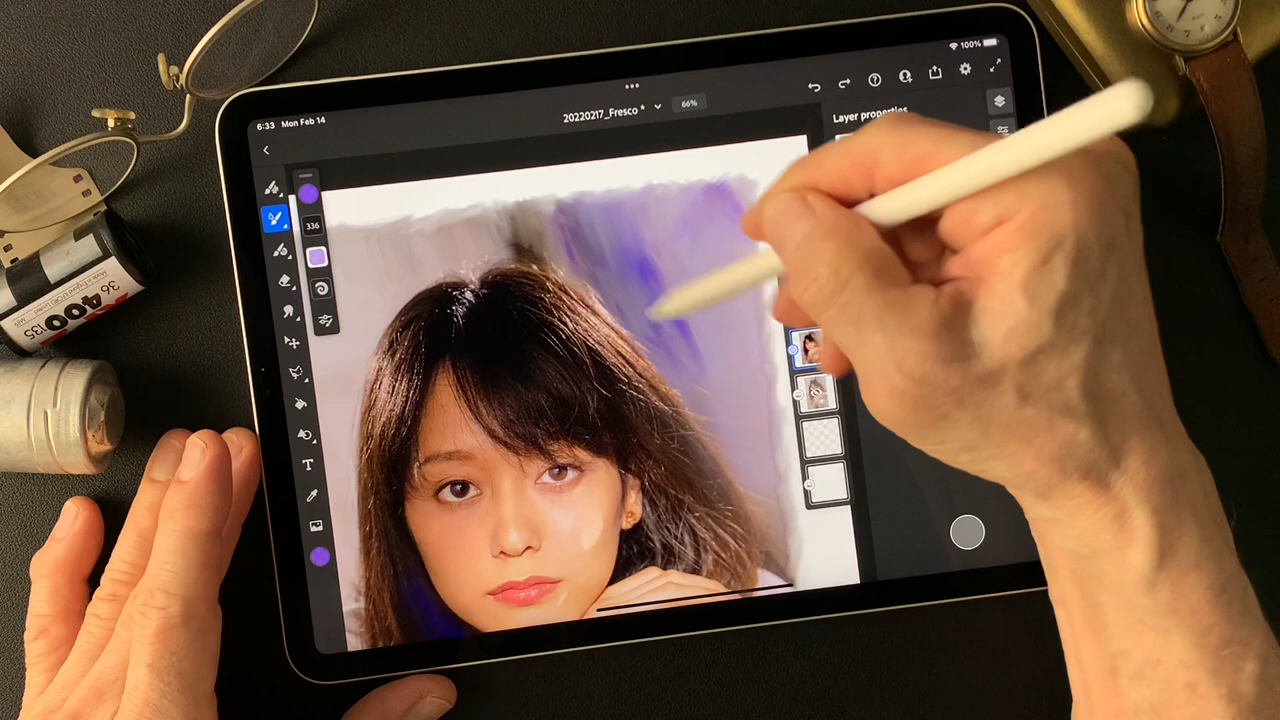 6:33 Mon Feb 14
20220217_Fresco *
66%
100%
Layer properties
336
T
36
400
135